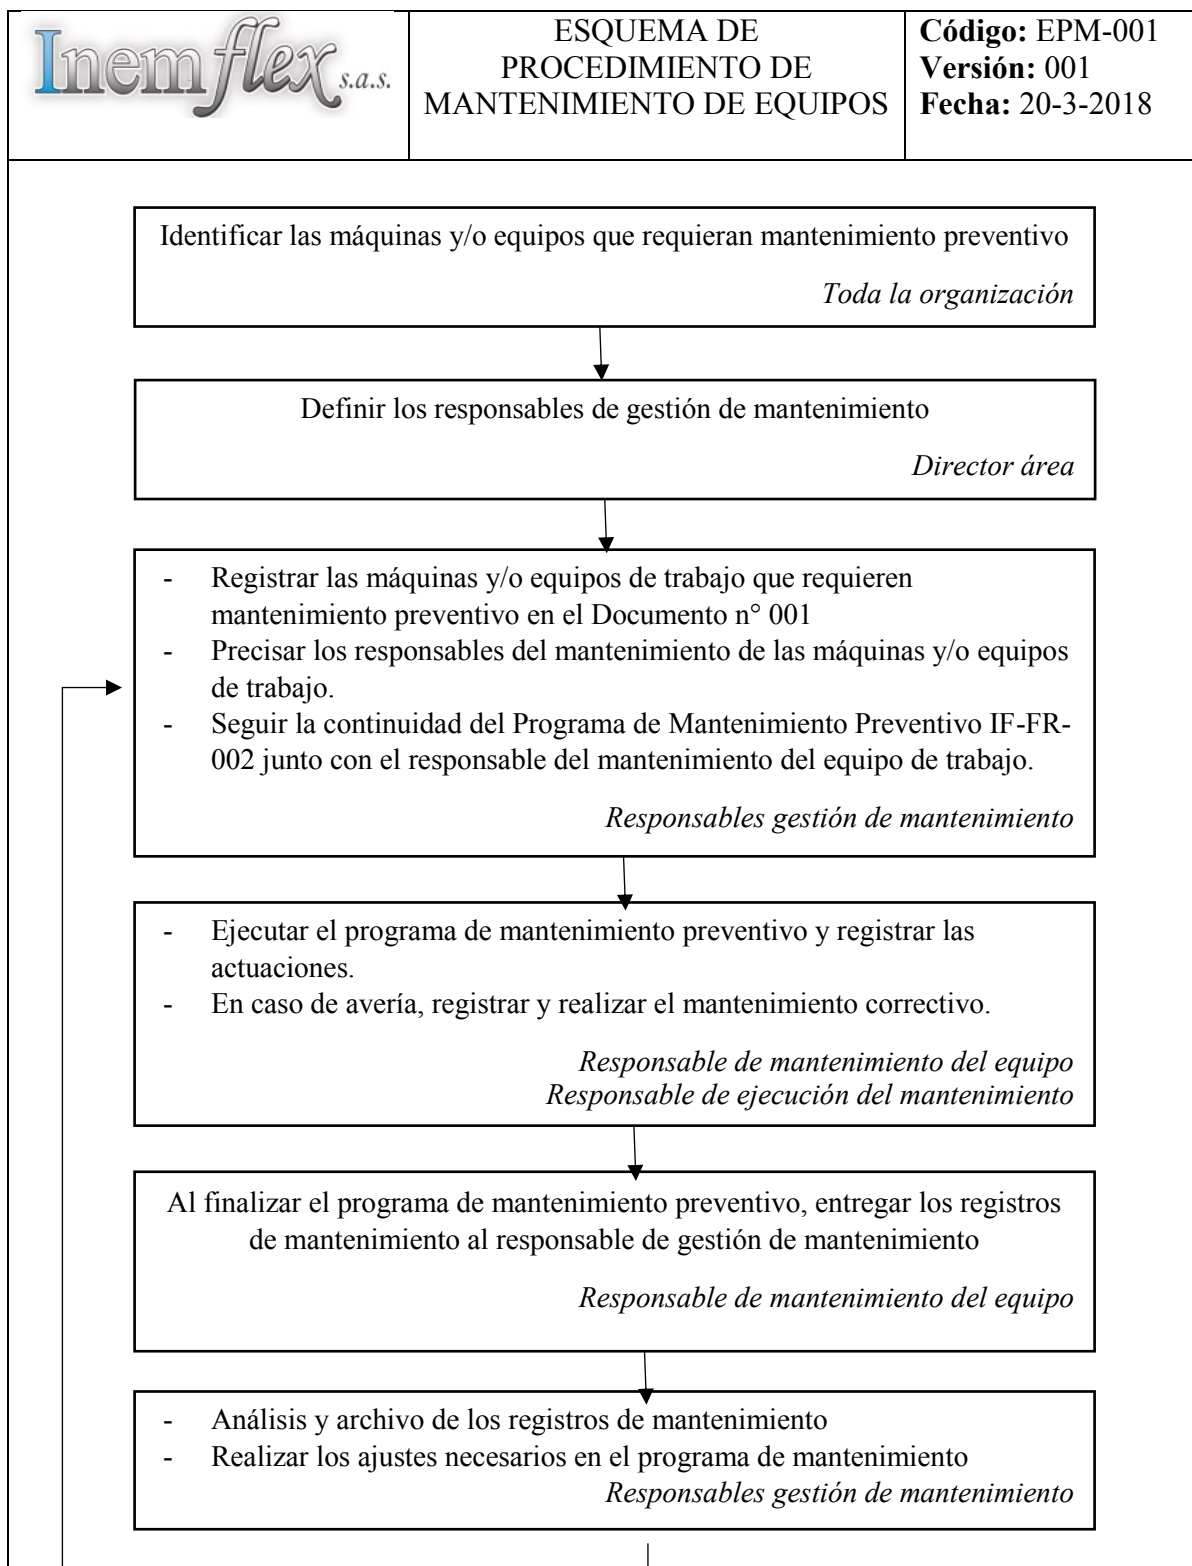 Inemflex s.a.s.
ESQUEMA DE
PROCEDIMIENTO DE
MANTENIMIENTO DE EQUIPOS
Código: EPM-001
Versión: 001
Fecha: 20-3-2018
Identificar las máquinas y/o equipos que requieran mantenimiento preventivo
Toda la organización
Definir los responsables de gestión de mantenimiento
Director área
- Registrar las máquinas y/o equipos de trabajo que requieren
mantenimiento preventivo en el Documento n° 001
- Precisar los responsables del mantenimiento de las máquinas y/o equipos
de trabajo.
- Seguir la continuidad del Programa de Mantenimiento Preventivo IF-FR-
002 junto con el responsable del mantenimiento del equipo de trabajo.
Responsables gestión de mantenimiento
- Ejecutar el programa de mantenimiento preventivo y registrar las
actuaciones.
- En caso de avería, registrar y realizar el mantenimiento correctivo.
Responsable de mantenimiento del equipo
Responsable de ejecución del mantenimiento
Al finalizar el programa de mantenimiento preventivo, entregar los registros
de mantenimiento al responsable de gestión de mantenimiento
Responsable de mantenimiento del equipo
- Análisis y archivo de los registros de mantenimiento
- Realizar los ajustes necesarios en el programa de mantenimiento
Responsables gestión de mantenimiento